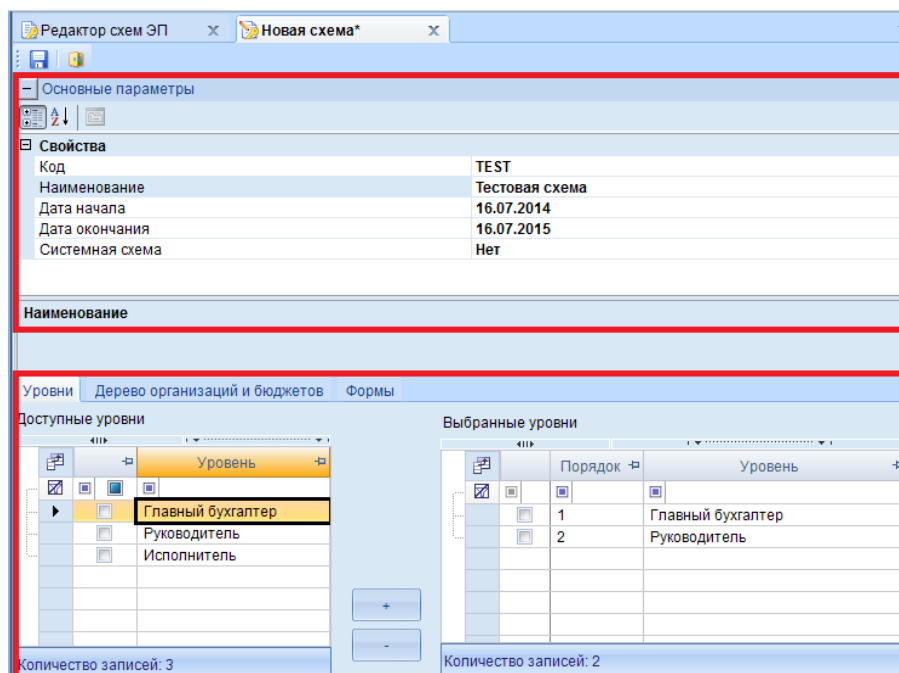 Редактор схем ЭП x Новая схема* x
Основные параметры
A Z
Свойства
Код TEST
Наименование Тестовая схема
Дата начала 16.07.2014
Дата окончания 16.07.2015
Системная схема Нет
Наименование
Уровни Дерево организаций и бюджетов Формы
Доступные уровни Выбранные уровни
Уровень Порядок Уровень
Главный бухгалтер 1 Главный бухгалтер
Руководитель 2 Руководитель
Исполнитель
+
-
Количество записей: 3 Количество записей: 2